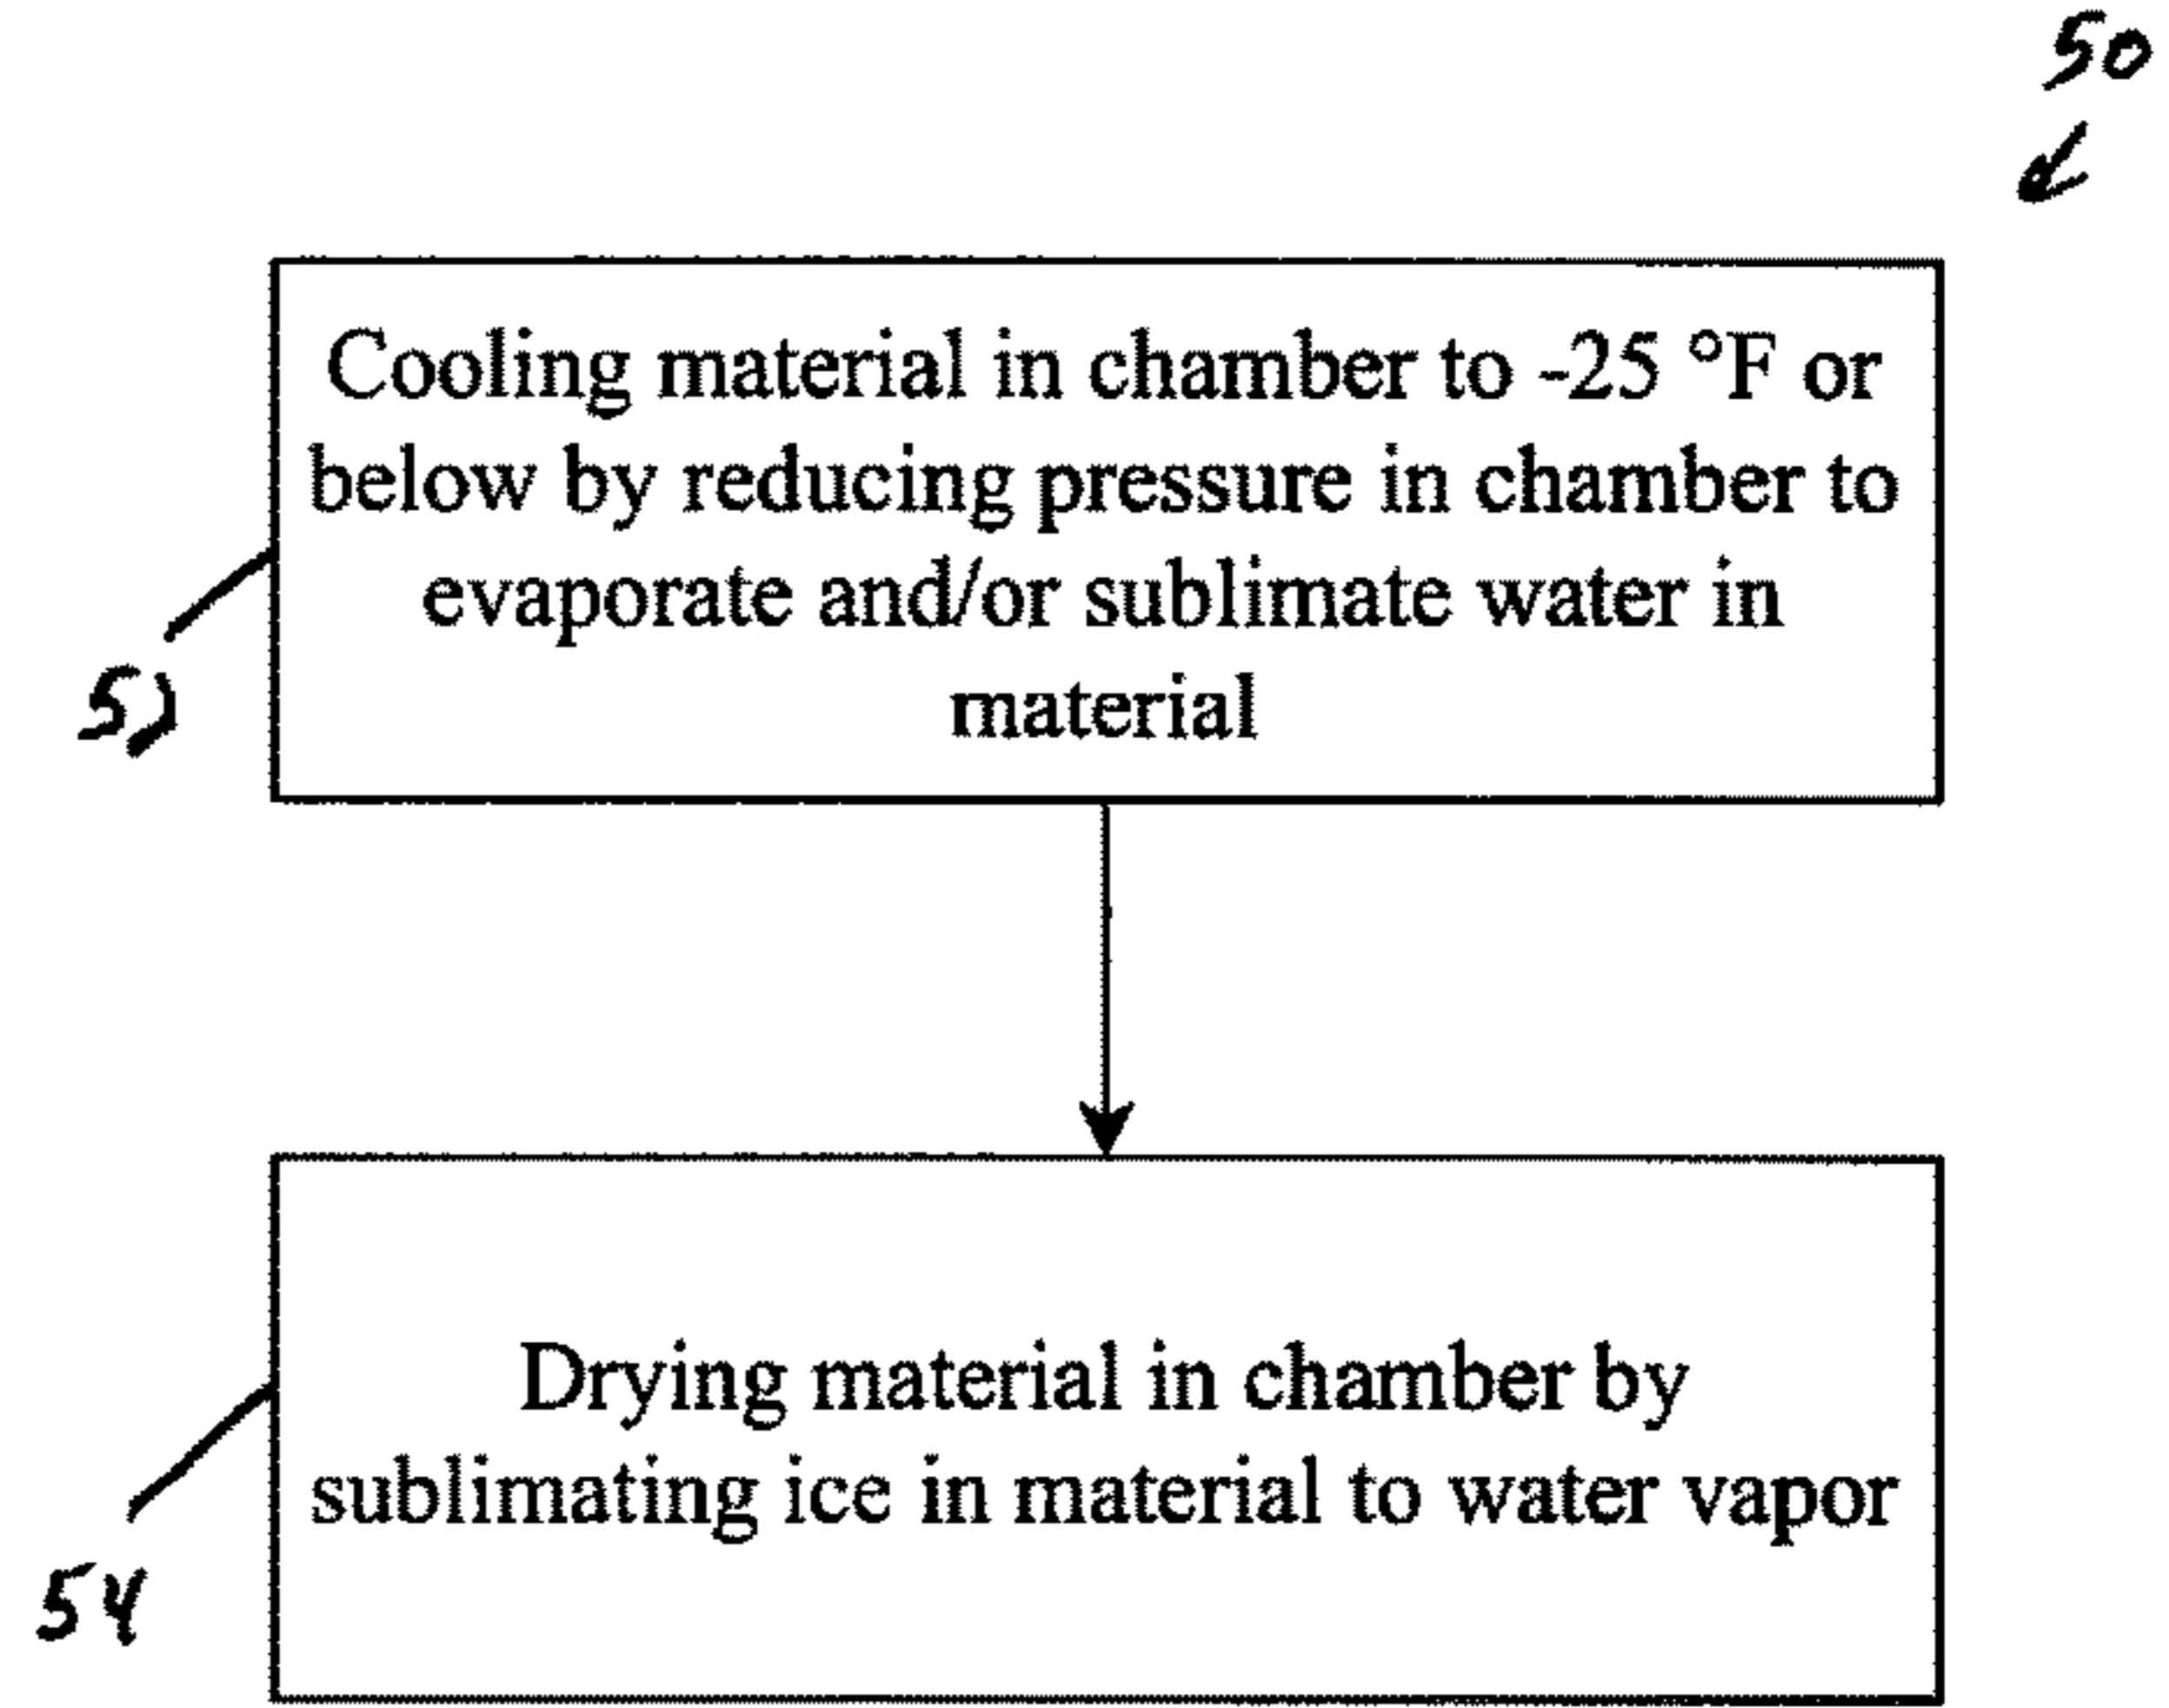 50
Cooling material in chamber to -25 °F or
below by reducing pressure in chamber to
evaporate and/or sublimate water in
material
Drying material in chamber by
sublimating ice in material to water vapor
54